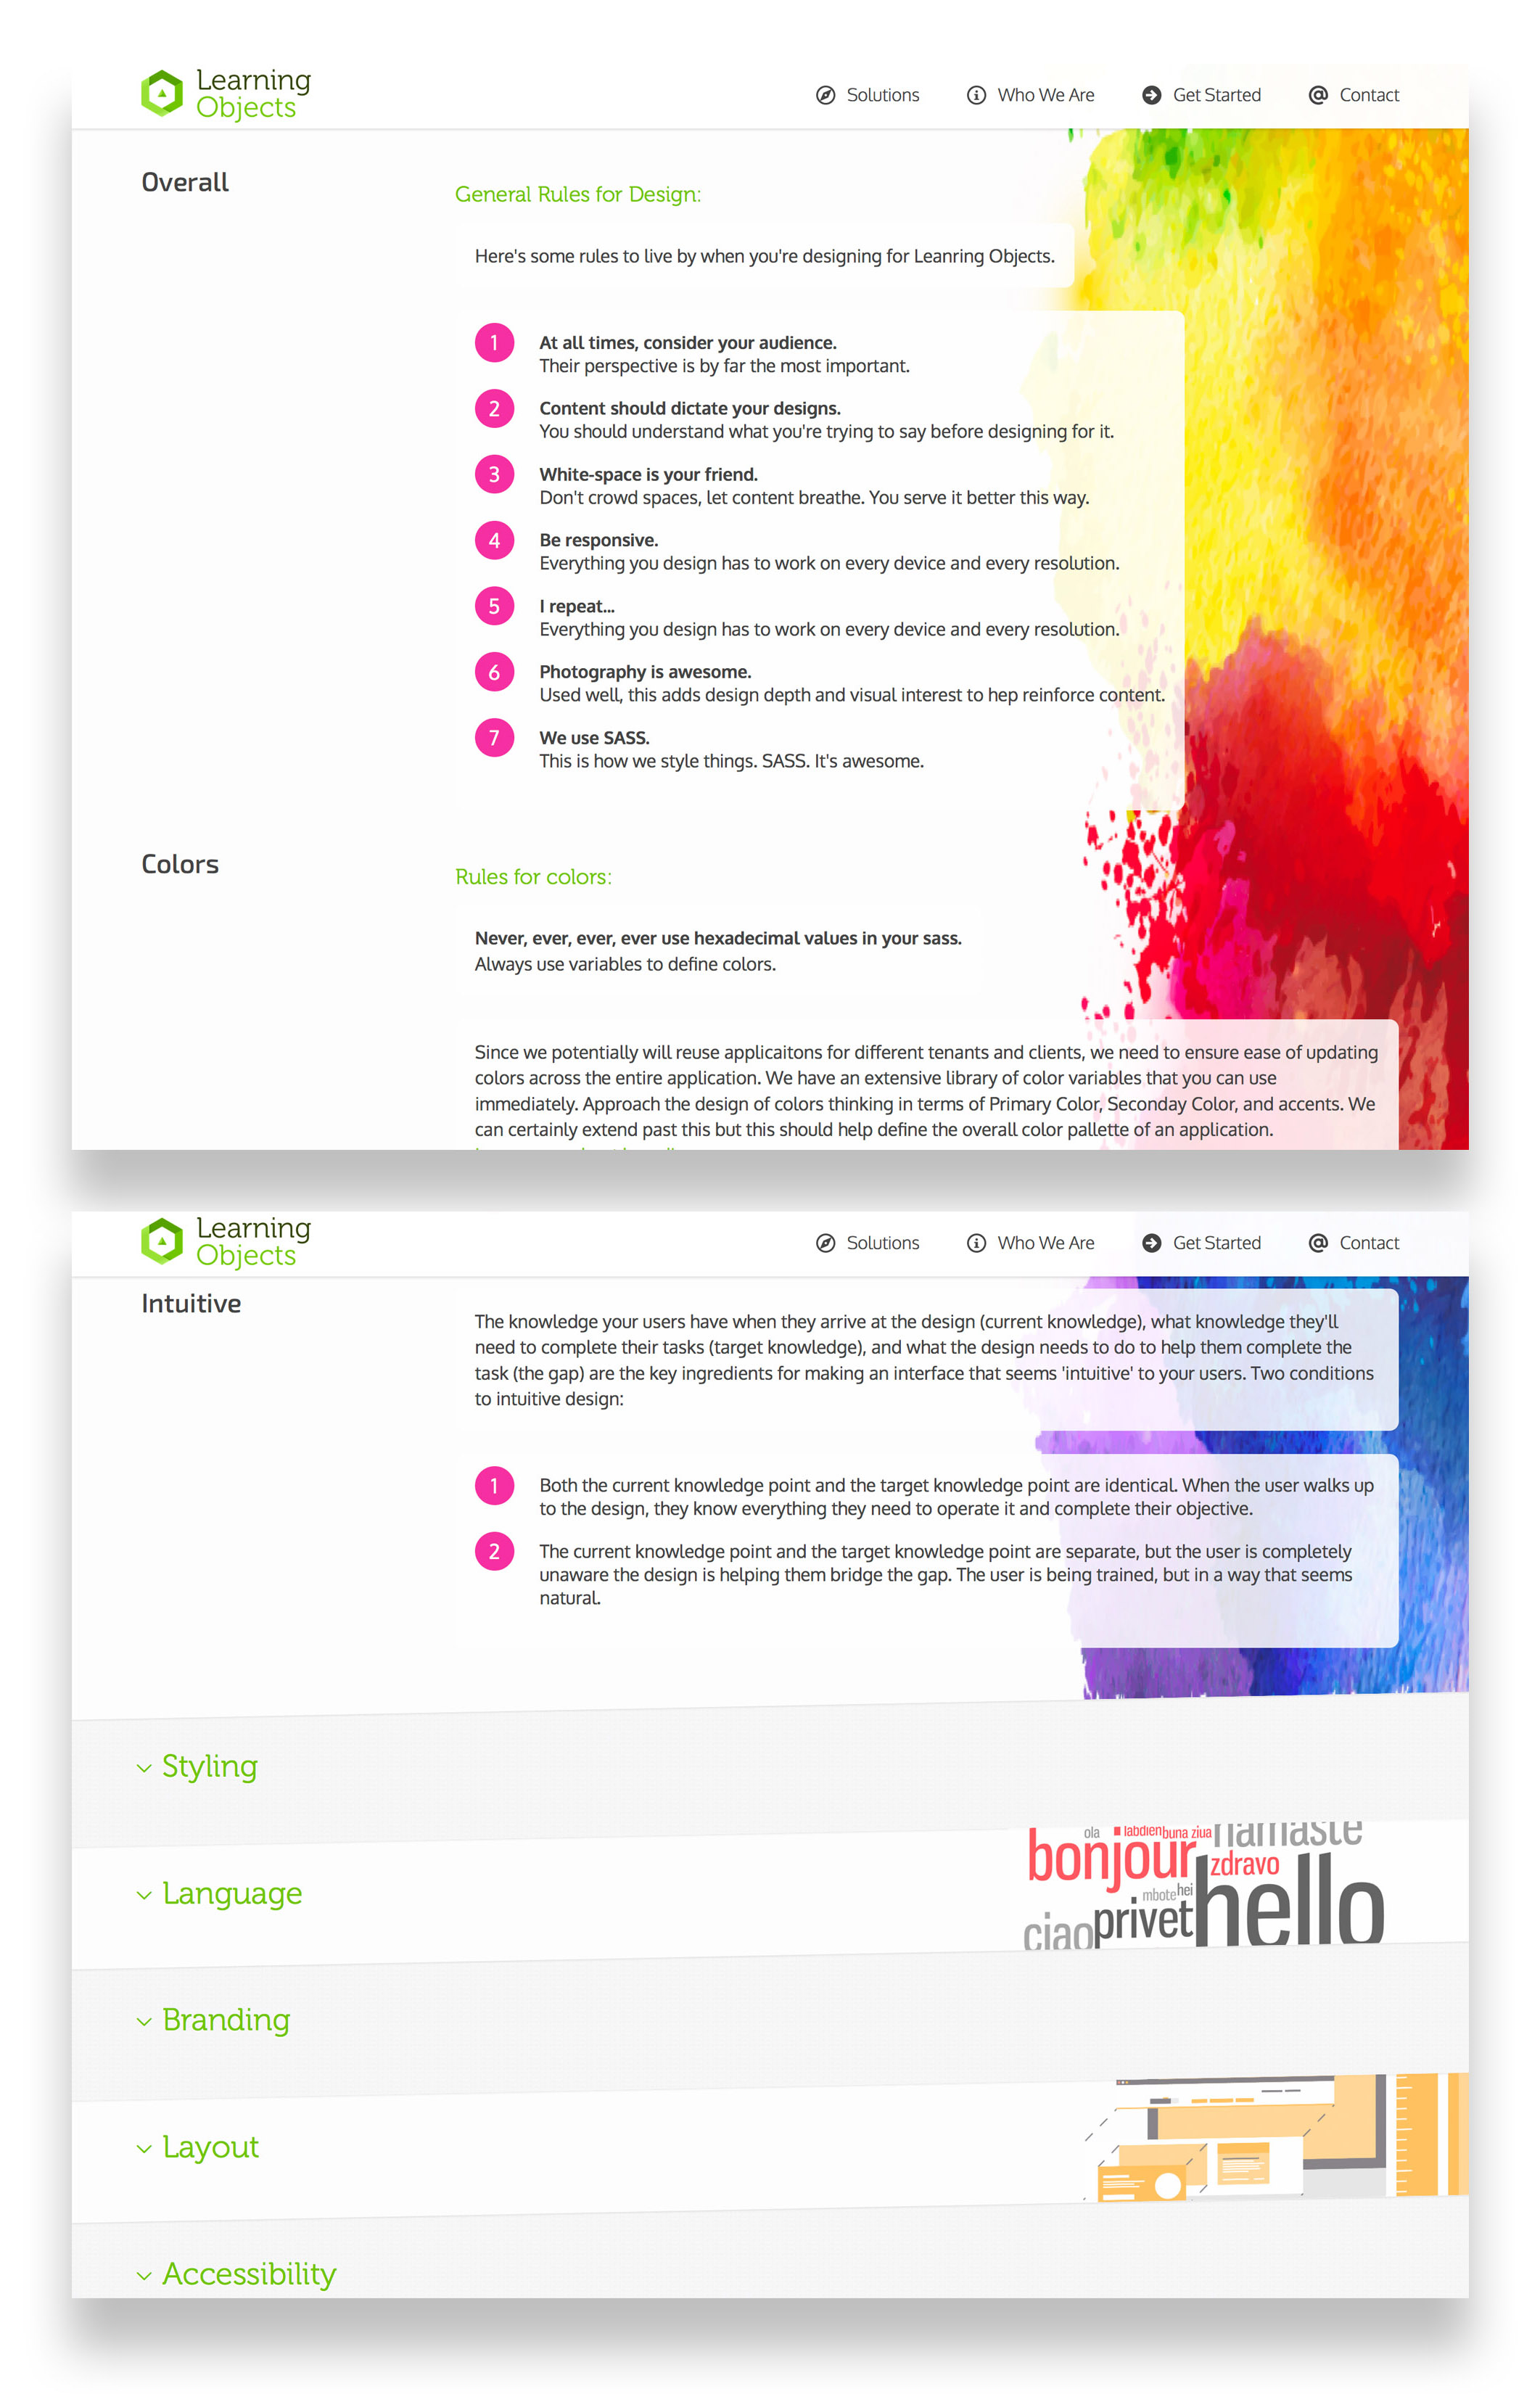 Learning
Objects
Solutions
Who We Are
Get Started
Contact
Overall
General Rules for Design:
Here's some rules to live by when you're designing for Leanring Objects.
1
At all times, consider your audience.
Their perspective is by far the most important.
2
Content should dictate your designs.
You should understand what you're trying to say before designing for it.
3
White-space is your friend.
Don't crowd spaces, let content breathe. You serve it better this way.
4
Be responsive.
Everything you design has to work on every device and every resolution.
5
I repeat...
Everything you design has to work on every device and every resolution.
6
Photography is awesome.
Used well, this adds design depth and visual interest to hep reinforce content.
7
We use SASS.
This is how we style things. SASS. It's awesome.
Colors
Rules for colors:
Never, ever, ever, ever use hexadecimal values in your sass.
Always use variables to define colors.
Since we potentially will reuse applicaitons for different tenants and clients, we need to ensure ease of updating
colors across the entire application. We have an extensive library of color variables that you can use
immediately. Approach the design of colors thinking in terms of Primary Color, Seconday Color, and accents. We
can certainly extend past this but this should help define the overall color pallette of an application.
Learning
Objects
Solutions
Who We Are
Get Started
Contact
Intuitive
The knowledge your users have when they arrive at the design (current knowledge), what knowledge they'll
need to complete their tasks (target knowledge), and what the design needs to do to help them complete the
task (the gap) are the key ingredients for making an interface that seems 'intuitive' to your users. Two conditions
to intuitive design:
1
Both the current knowledge point and the target knowledge point are identical. When the user walks up
to the design, they know everything they need to operate it and complete their objective.
2
The current knowledge point and the target knowledge point are separate, but the user is completely
unaware the design is helping them bridge the gap. The user is being trained, but in a way that seems
natural.
Styling
Language
ola
labdien
buna ziua
namaste
bonjour
zdravo
mbote
hei
hello
ciao
privet
Branding
Layout
Accessibility